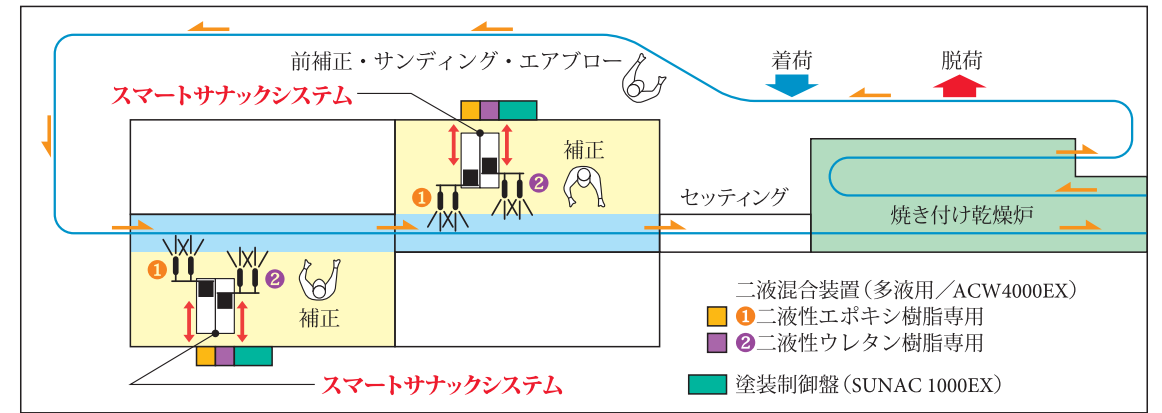 前補正・サンディング・エアブロー
着荷
脱荷
スマートサナックシステム
補正
❶
❷
セッティング
焼き付け乾燥炉
❶
❷
補正
スマートサナックシステム
二液混合装置（多液用／ACW4000EX）
❶二液性エポキシ樹脂専用
❷二液性ウレタン樹脂専用
塗装制御盤（SUNAC 1000EX）